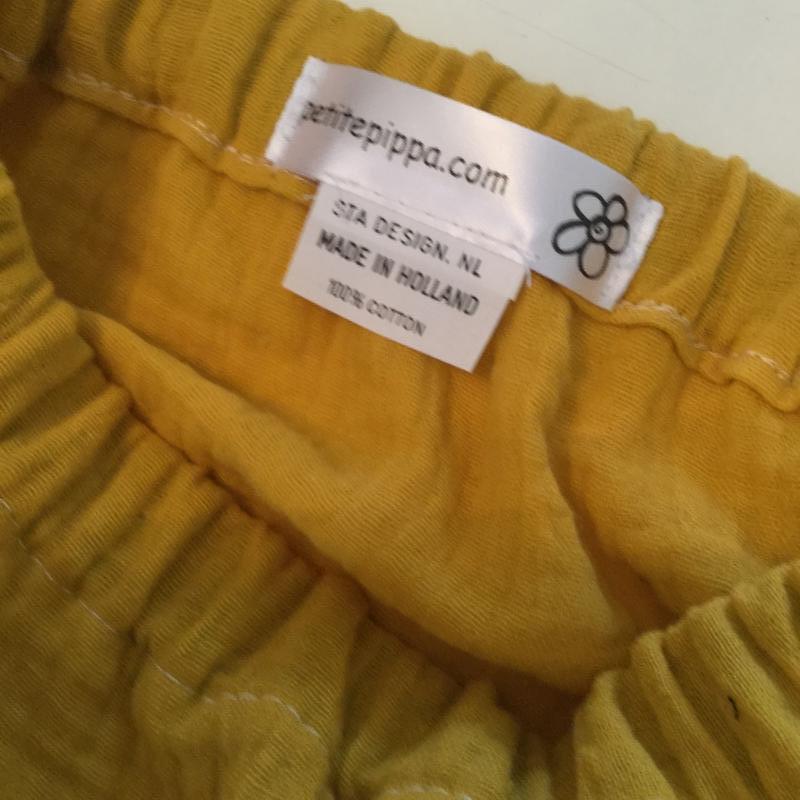 petitepippa.com
STA DESIGN. NL
MADE IN HOLLAND
100% COTTON